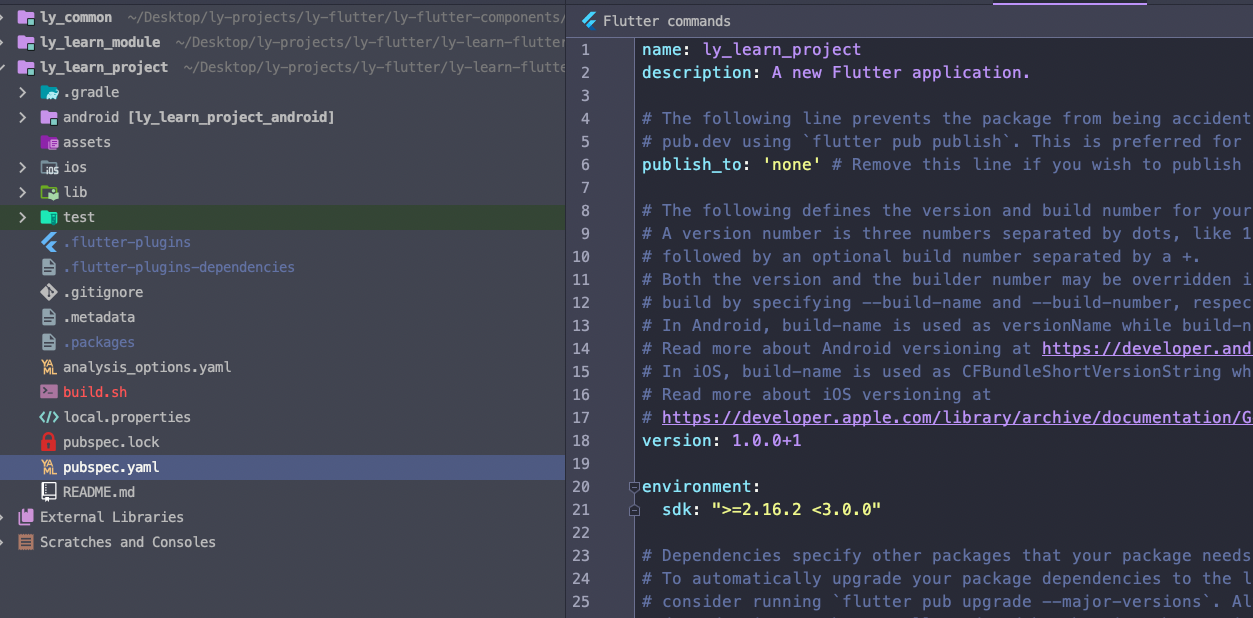 ly_common ~/Desktop/ly-projects/ly-flutter/ly-flutter-components/
ly_learn_module ~/Desktop/ly-projects/ly-flutter/ly-learn-flutter
ly_learn_project ~/Desktop/ly-projects/ly-flutter/ly-learn-flutte
.gradle
android [ly_learn_project_android]
assets
ios
lib
test
.flutter-plugins
.flutter-plugins-dependencies
.gitignore
.metadata
.packages
analysis_options.yaml
build.sh
local.properties
pubspec.lock
pubspec.yaml
README.md
External Libraries
Scratches and Consoles
Flutter commands
1 name: ly_learn_project
2 description: A new Flutter application.
3
4 # The following line prevents the package from being accident
5 # pub.dev using `flutter pub publish`. This is preferred for
6 publish_to: 'none' # Remove this line if you wish to publish
7
8 # The following defines the version and build number for your
9 # A version number is three numbers separated by dots, like 1
10 # followed by an optional build number separated by a +.
11 # Both the version and the builder number may be overridden i
12 # build by specifying --build-name and --build-number, respec
13 # In Android, build-name is used as versionName while build-n
14 # Read more about Android versioning at https://developer.and
15 # In iOS, build-name is used as CFBundleShortVersionString wh
16 # Read more about iOS versioning at
17 # https://developer.apple.com/library/archive/documentation/G
18 version: 1.0.0+1
19
20 environment:
21 sdk: ">=2.16.2 <3.0.0"
22
23 # Dependencies specify other packages that your package needs
24 # To automatically upgrade your package dependencies to the l
25 # consider running `flutter pub upgrade --major-versions`. Al